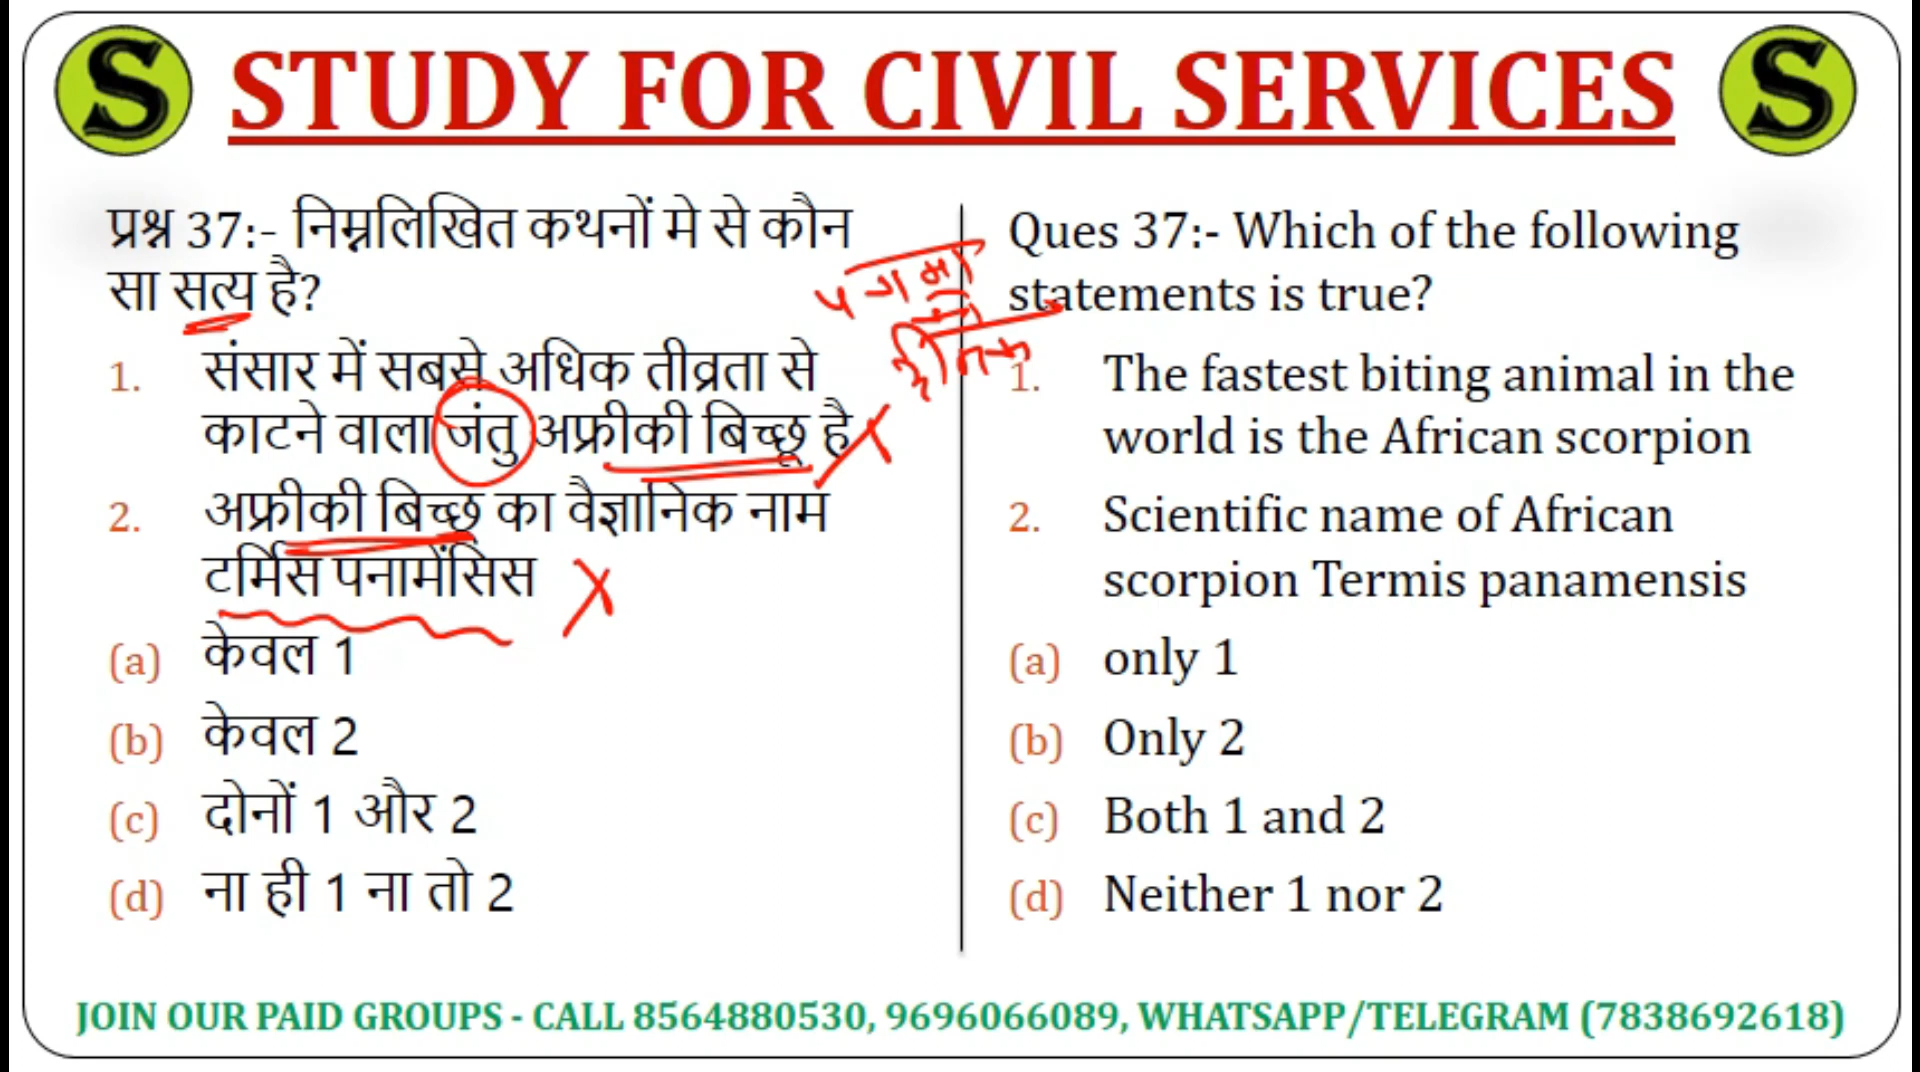 S
STUDY FOR CIVIL SERVICES
S
प्रश्न 37:- निम्नलिखित कथनों मे से कौन
सा सत्य है?
1. संसार में सबसे अधिक तीव्रता से
काटने वाला जंतु अफ्रीकी बिच्छू है
2. अफ्रीकी बिच्छू का वैज्ञानिक नाम
टर्मिस पनामेंसिस
(a) केवल 1
(b) केवल 2
(c) दोनों 1 और 2
(d) ना ही 1 ना तो 2
Ques 37:- Which of the following
statements is true?
1. The fastest biting animal in the
world is the African scorpion
2. Scientific name of African
scorpion Termis panamensis
(a) only 1
(b) Only 2
(c) Both 1 and 2
(d) Neither 1 nor 2
JOIN OUR PAID GROUPS - CALL 8564880530, 9696066089, WHATSAPP/TELEGRAM (7838692618)